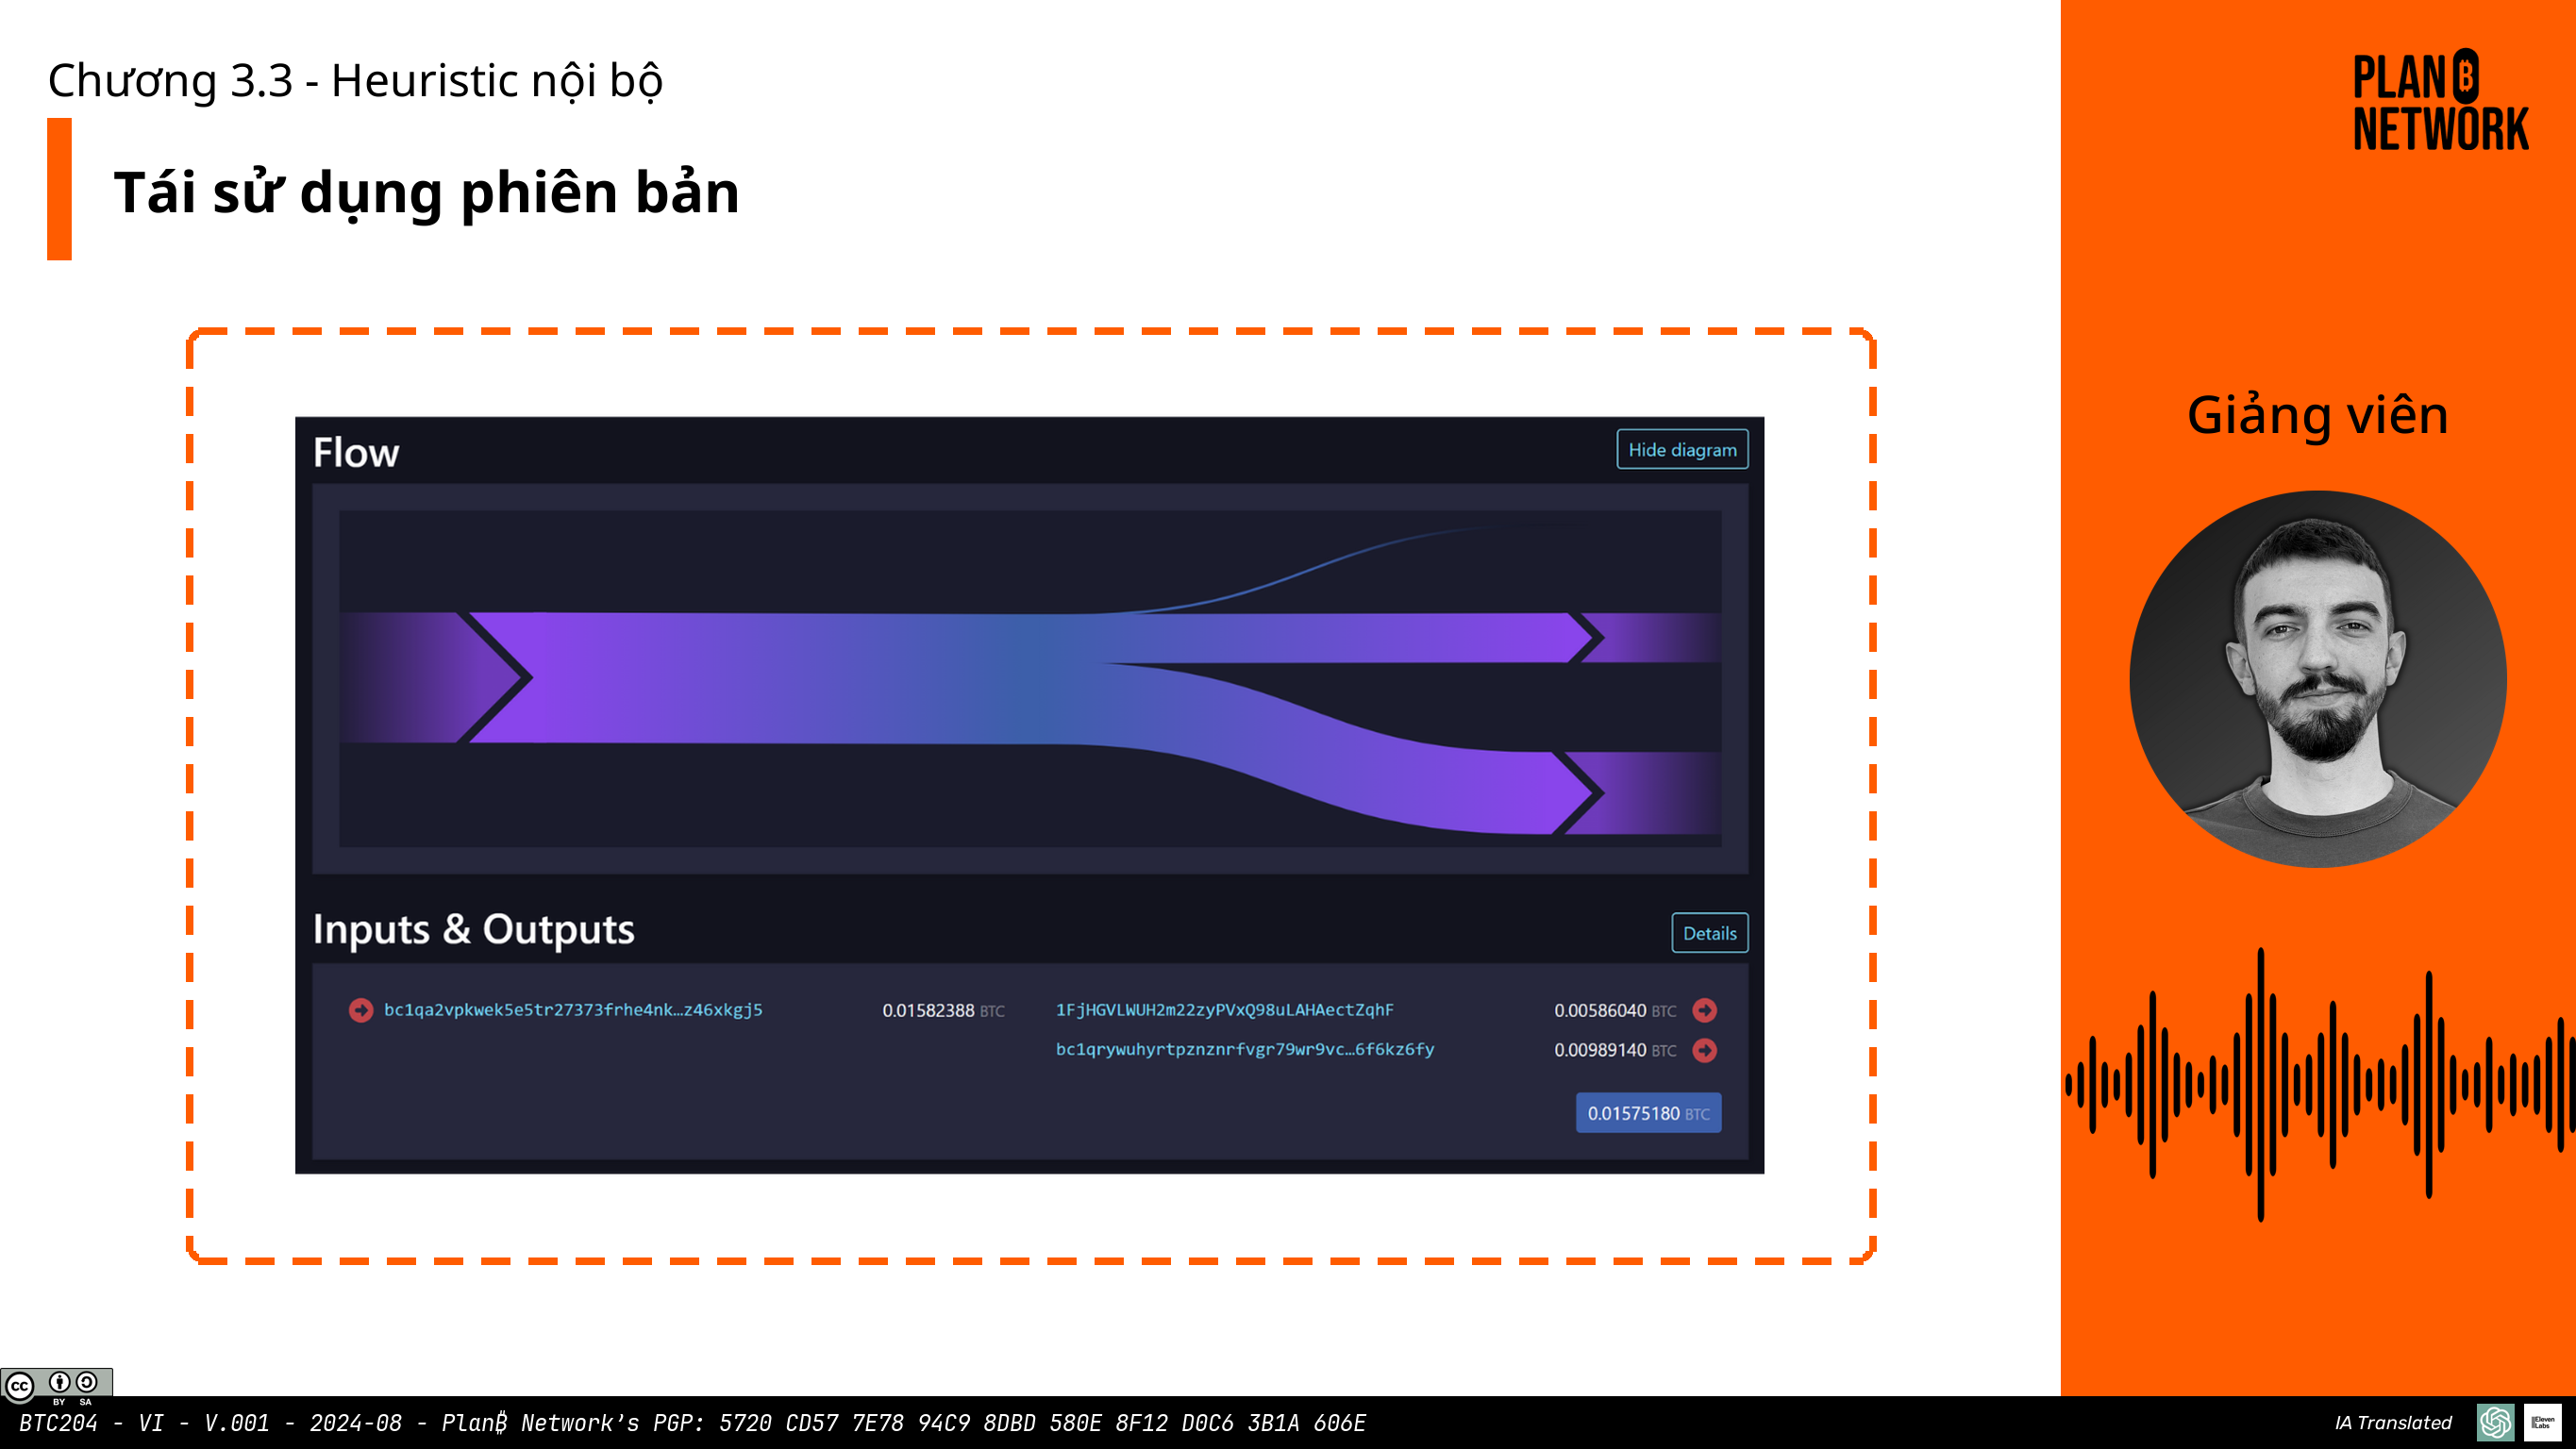 Chương 3.3 - Heuristic nội bộ
Tái sử dụng phiên bản
PLAN ₿
NETWORK
Giảng viên
Flow
Hide diagram
Inputs & Outputs
Details
bc1qa2vpkwek5e5tr27373frhe4nk…z46xkgj5 0.01582388 BTC
1FjHGVLWUH2m22zyPVxQ98uLAHAectZqhF 0.00586040 BTC
bc1qrywuhyrtpznznrfvgr79wr9vc…6f6kz6fy 0.00989140 BTC
0.01575180 BTC
cc BY SA
BTC204 - VI - V.001 - 2024-08 - Plan₿ Network’s PGP: 5720 CD57 7E78 94C9 8DBD 580E 8F12 D0C6 3B1A 606E
IA Translated
IIElevenLabs